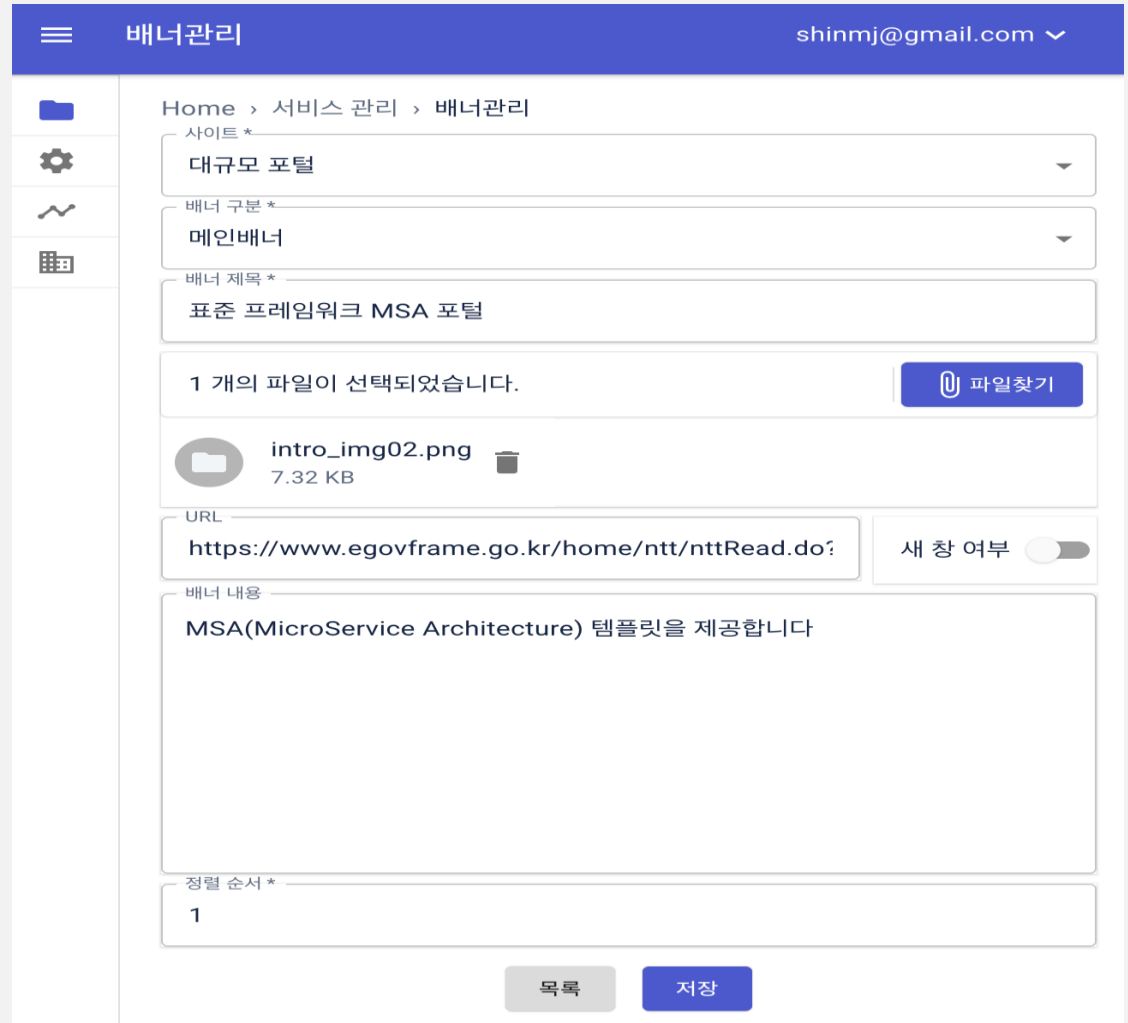 배너관리 shinmj@gmail.com
Home › 서비스 관리 › 배너관리
사이트 *
대규모 포털
배너 구분 *
메인배너
배너 제목 *
표준 프레임워크 MSA 포털
1 개의 파일이 선택되었습니다. 파일찾기
intro_img02.png
7.32 KB
URL
https://www.egovframe.go.kr/home/ntt/nttRead.do? 새 창 여부
배너 내용
MSA(MicroService Architecture) 템플릿을 제공합니다
정렬 순서 *
1
목록 저장